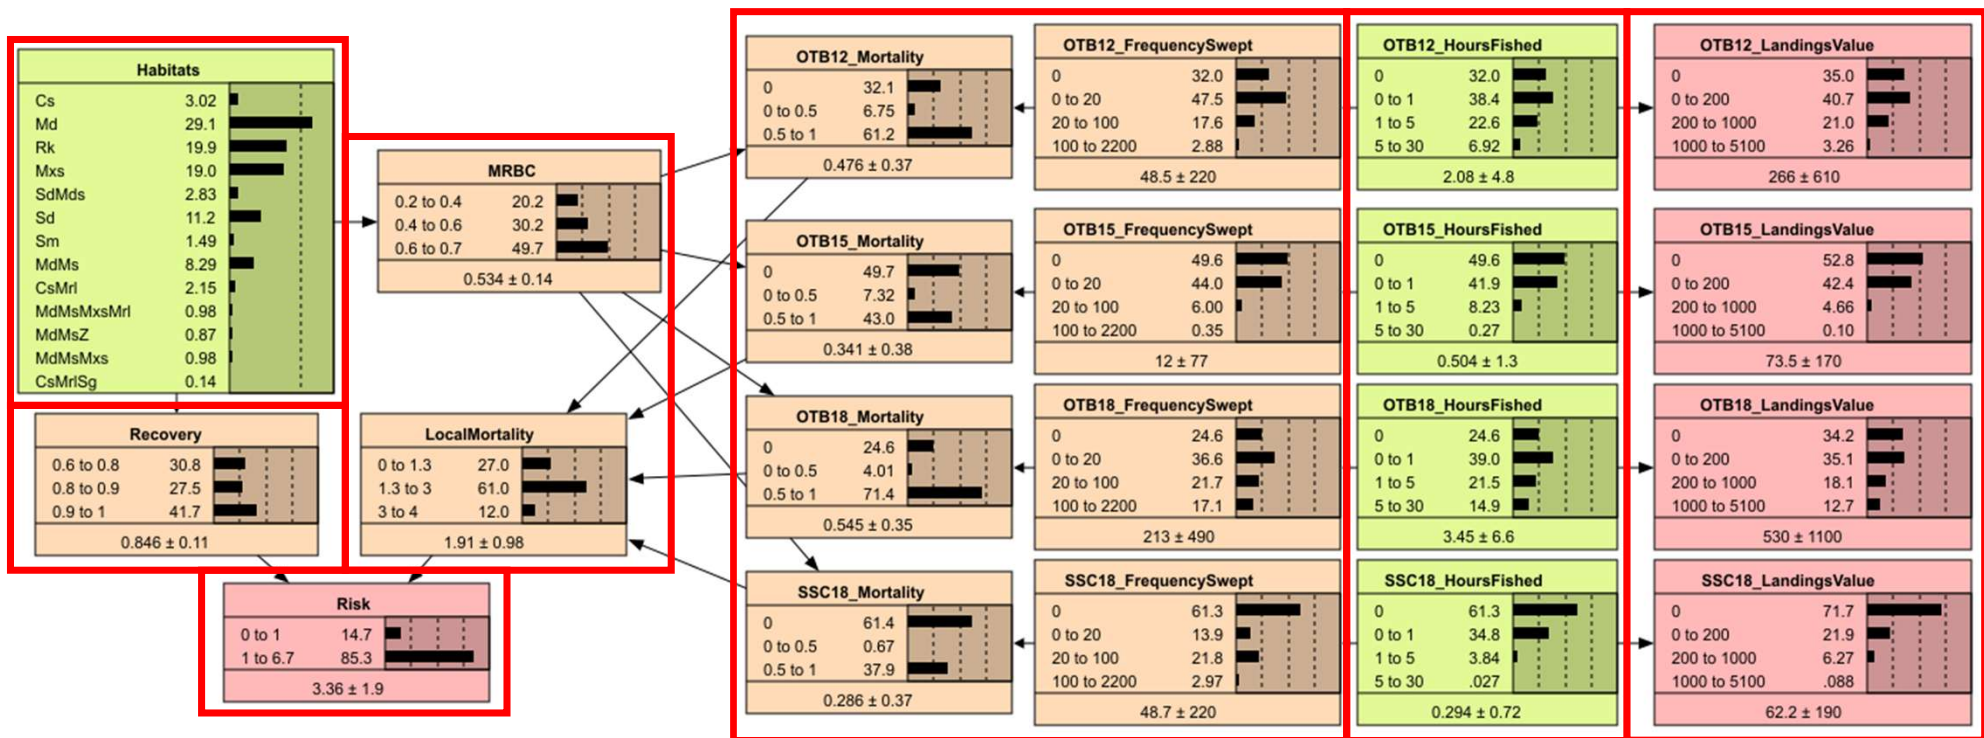 Habitats
Cs 3.02
Md 29.1
Rk 19.9
Mxs 19.0
SdMds 2.83
Sd 11.2
Sm 1.49
MdMs 8.29
CsMrl 2.15
MdMsMxsMrl 0.98
MdMsZ 0.87
MdMsMxs 0.98
CsMrlSg 0.14
Recovery
0.6 to 0.8 30.8
0.8 to 0.9 27.5
0.9 to 1 41.7
0.846 ± 0.11
MRBC
0.2 to 0.4 20.2
0.4 to 0.6 30.2
0.6 to 0.7 49.7
0.534 ± 0.14
LocalMortality
0 to 1.3 27.0
1.3 to 3 61.0
3 to 4 12.0
1.91 ± 0.98
Risk
0 to 1 14.7
1 to 6.7 85.3
3.36 ± 1.9
OTB12_Mortality
0 32.1
0 to 0.5 6.75
0.5 to 1 61.2
0.476 ± 0.37
OTB12_FrequencySwept
0 32.0
0 to 20 47.5
20 to 100 17.6
100 to 2200 2.88
48.5 ± 220
OTB12_HoursFished
0 32.0
0 to 1 38.4
1 to 5 22.6
5 to 30 6.92
2.08 ± 4.8
OTB12_LandingsValue
0 35.0
0 to 200 40.7
200 to 1000 21.0
1000 to 5100 3.26
266 ± 610
OTB15_Mortality
0 49.7
0 to 0.5 7.32
0.5 to 1 43.0
0.341 ± 0.38
OTB15_FrequencySwept
0 49.6
0 to 20 44.0
20 to 100 6.00
100 to 2200 0.35
12 ± 77
OTB15_HoursFished
0 49.6
0 to 1 41.9
1 to 5 8.23
5 to 30 0.27
0.504 ± 1.3
OTB15_LandingsValue
0 52.8
0 to 200 42.4
200 to 1000 4.66
1000 to 5100 0.10
73.5 ± 170
OTB18_Mortality
0 24.6
0 to 0.5 4.01
0.5 to 1 71.4
0.545 ± 0.35
OTB18_FrequencySwept
0 24.6
0 to 20 36.6
20 to 100 21.7
100 to 2200 17.1
213 ± 490
OTB18_HoursFished
0 24.6
0 to 1 39.0
1 to 5 21.5
5 to 30 14.9
3.45 ± 6.6
OTB18_LandingsValue
0 34.2
0 to 200 35.1
200 to 1000 18.1
1000 to 5100 12.7
530 ± 1100
SSC18_Mortality
0 61.4
0 to 0.5 0.67
0.5 to 1 37.9
0.286 ± 0.37
SSC18_FrequencySwept
0 61.3
0 to 20 13.9
20 to 100 21.8
100 to 2200 2.97
48.7 ± 220
SSC18_HoursFished
0 61.3
0 to 1 34.8
1 to 5 3.84
5 to 30 .027
0.294 ± 0.72
SSC18_LandingsValue
0 71.7
0 to 200 21.9
200 to 1000 6.27
1000 to 5100 .088
62.2 ± 190